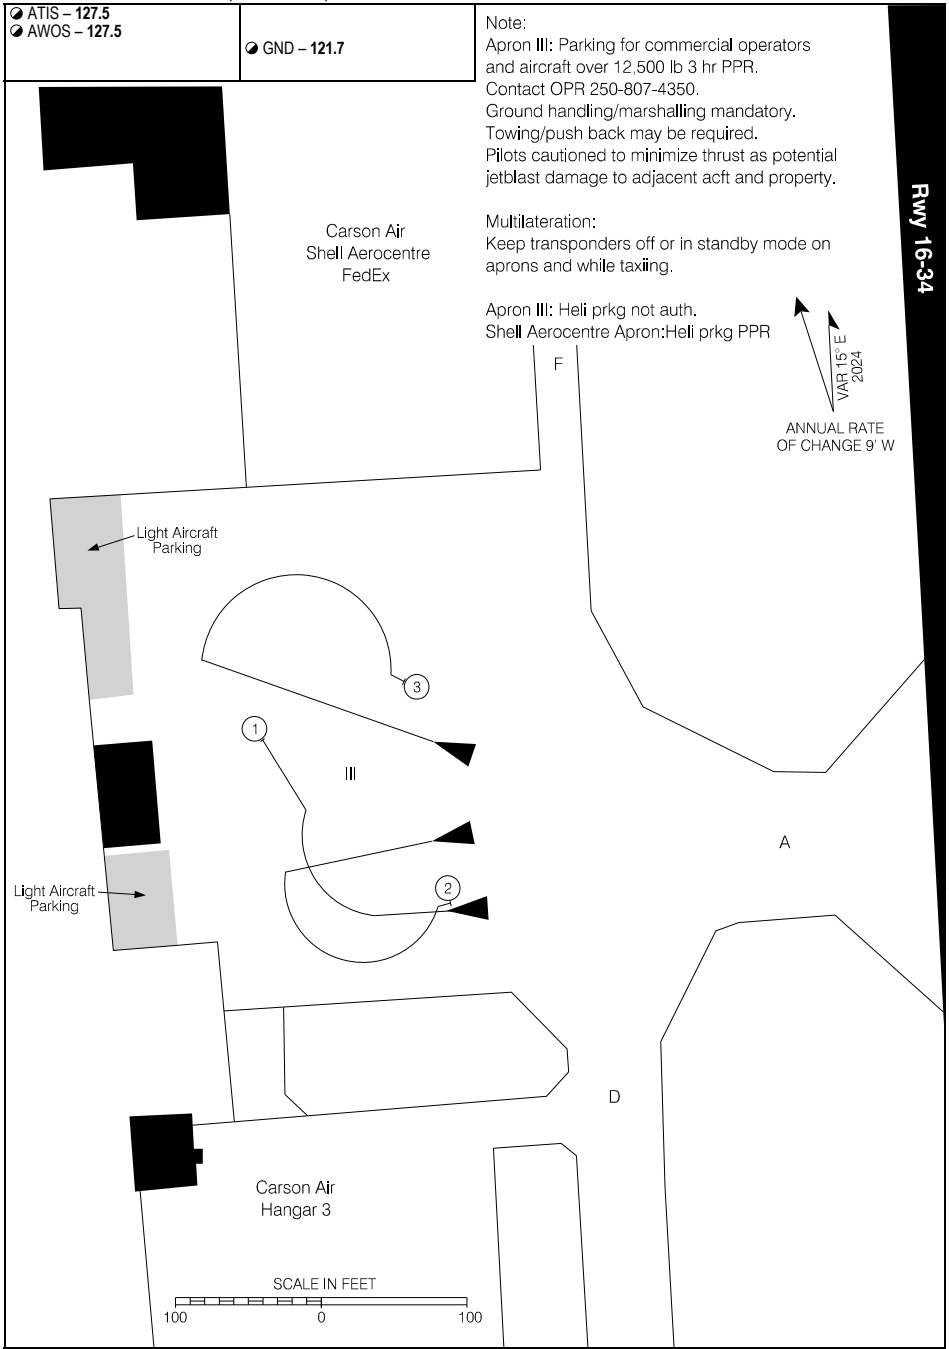 ATIS – 127.5
AWOS – 127.5
GND – 121.7
Note:
Apron III: Parking for commercial operators
and aircraft over 12,500 lb 3 hr PPR.
Contact OPR 250-807-4350.
Ground handling/marshalling mandatory.
Towing/push back may be required.
Pilots cautioned to minimize thrust as potential
jetblast damage to adjacent acft and property.
Multilateration:
Keep transponders off or in standby mode on
aprons and while taxiing.
Apron III: Heli prkg not auth.
Shell Aerocentre Apron:Heli prkg PPR
Rwy 16-34
Carson Air
Shell Aerocentre
FedEx
F
VAR 15° E
2024
ANNUAL RATE
OF CHANGE 9' W
Light Aircraft
Parking
3
1
III
A
2
Light Aircraft
Parking
D
Carson Air
Hangar 3
SCALE IN FEET
100 0 100